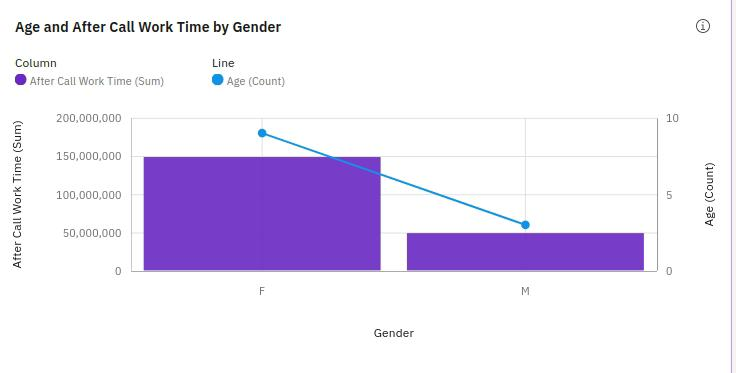 Age and After Call Work Time by Gender
Column
After Call Work Time (Sum)
Line
Age (Count)
After Call Work Time (Sum)
200,000,000
150,000,000
100,000,000
50,000,000
0
10
5
0
Age (Count)
F
M
Gender